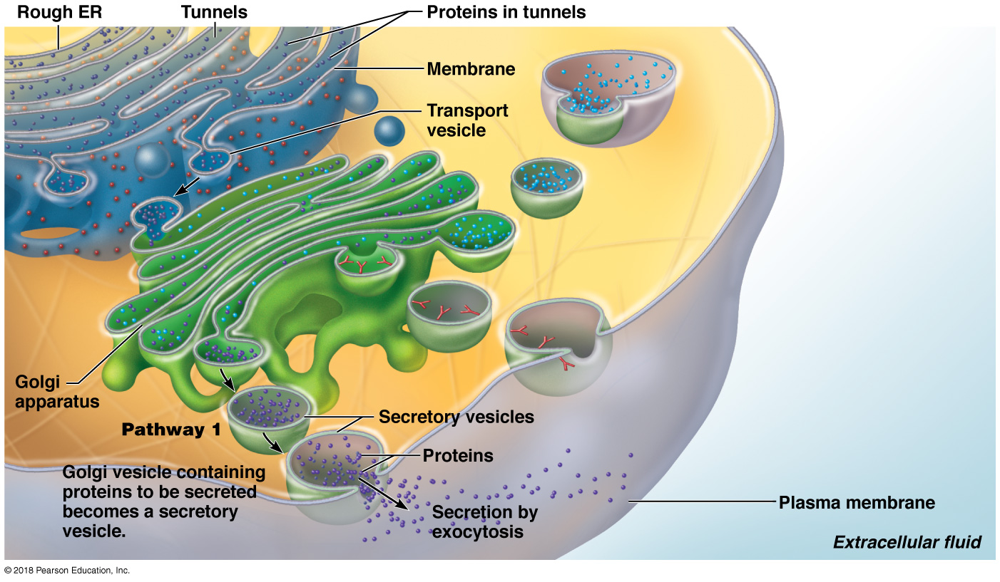 Rough ER
Tunnels
Proteins in tunnels
Membrane
Transport
vesicle
Golgi
apparatus
Pathway 1
Secretory vesicles
Proteins
Golgi vesicle containing
proteins to be secreted
becomes a secretory
vesicle.
Secretion by
exocytosis
Plasma membrane
Extracellular fluid
© 2018 Pearson Education, Inc.